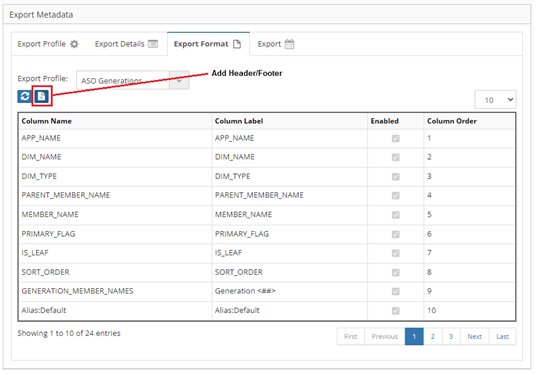 Export Metadata
Export Profile Export Details Export Format Export
Export Profile: ASO Generations Add Header/Footer
10
Column Name Column Label Enabled Column Order
APP_NAME APP_NAME 1
DIM_NAME DIM_NAME 2
DIM_TYPE DIM_TYPE 3
PARENT_MEMBER_NAME PARENT_MEMBER_NAME 4
MEMBER_NAME MEMBER_NAME 5
PRIMARY_FLAG PRIMARY_FLAG 6
IS_LEAF IS_LEAF 7
SORT_ORDER SORT_ORDER 8
GENERATION_MEMBER_NAMES Generation <##> 9
Alias:Default Alias:Default 10
Showing 1 to 10 of 24 entries First Previous 1 2 3 Next Last